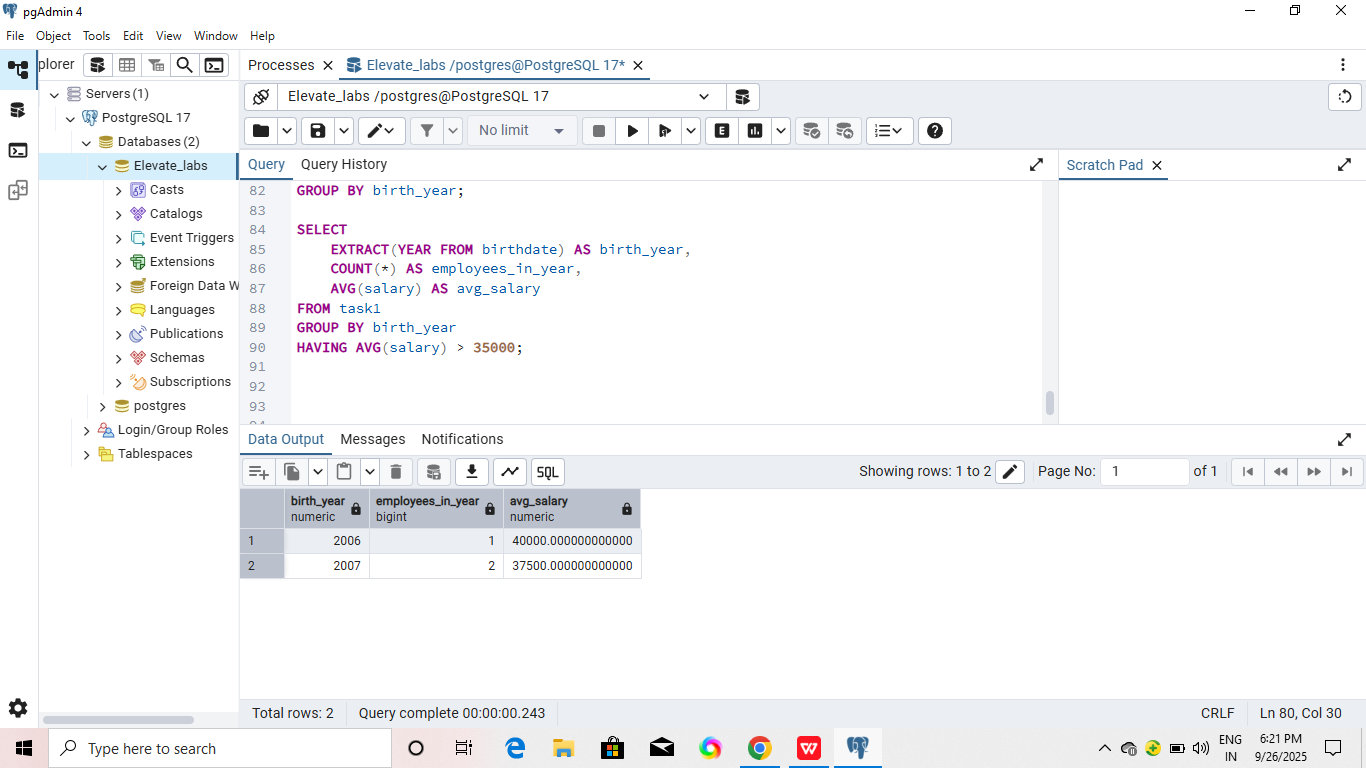 pgAdmin 4
File Object Tools Edit View Window Help
plorer
Processes
Elevate_labs /postgres@PostgreSQL 17*
Servers (1)
PostgreSQL 17
Databases (2)
Elevate_labs
Casts
Catalogs
Event Triggers
Extensions
Foreign Data W
Languages
Publications
Schemas
Subscriptions
postgres
Login/Group Roles
Tablespaces
Elevate_labs /postgres@PostgreSQL 17
No limit
E
Query Query History
Scratch Pad
82 GROUP BY birth_year;
83
84 SELECT
85 EXTRACT(YEAR FROM birthdate) AS birth_year,
86 COUNT(*) AS employees_in_year,
87 AVG(salary) AS avg_salary
88 FROM task1
89 GROUP BY birth_year
90 HAVING AVG(salary) > 35000;
91
92
93
94
Data Output Messages Notifications
SQL
Showing rows: 1 to 2
Page No: 1 of 1
birth_year employees_in_year avg_salary
numeric bigint numeric
1 2006 1 40000.000000000000
2 2007 2 37500.000000000000
Total rows: 2 Query complete 00:00:00.243
CRLF Ln 80, Col 30
Type here to search
ENG
IN
6:21 PM
9/26/2025